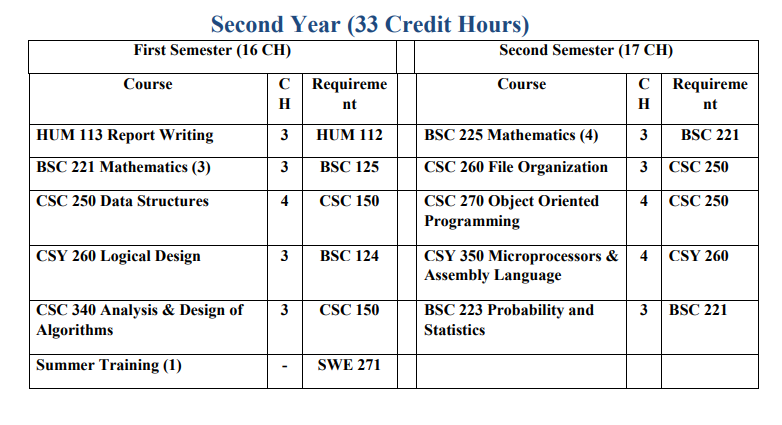 Second Year (33 Credit Hours)
First Semester (16 CH) Second Semester (17 CH)
Course C Requireme Course C Requireme
H nt H nt
HUM 113 Report Writing 3 HUM 112 BSC 225 Mathematics (4) 3 BSC 221
BSC 221 Mathematics (3) 3 BSC 125 CSC 260 File Organization 3 CSC 250
CSC 250 Data Structures 4 CSC 150 CSC 270 Object Oriented 4 CSC 250
Programming
CSY 260 Logical Design 3 BSC 124 CSY 350 Microprocessors & 4 CSY 260
Assembly Language
CSC 340 Analysis & Design of 3 CSC 150 BSC 223 Probability and 3 BSC 221
Algorithms Statistics
Summer Training (1) - SWE 271